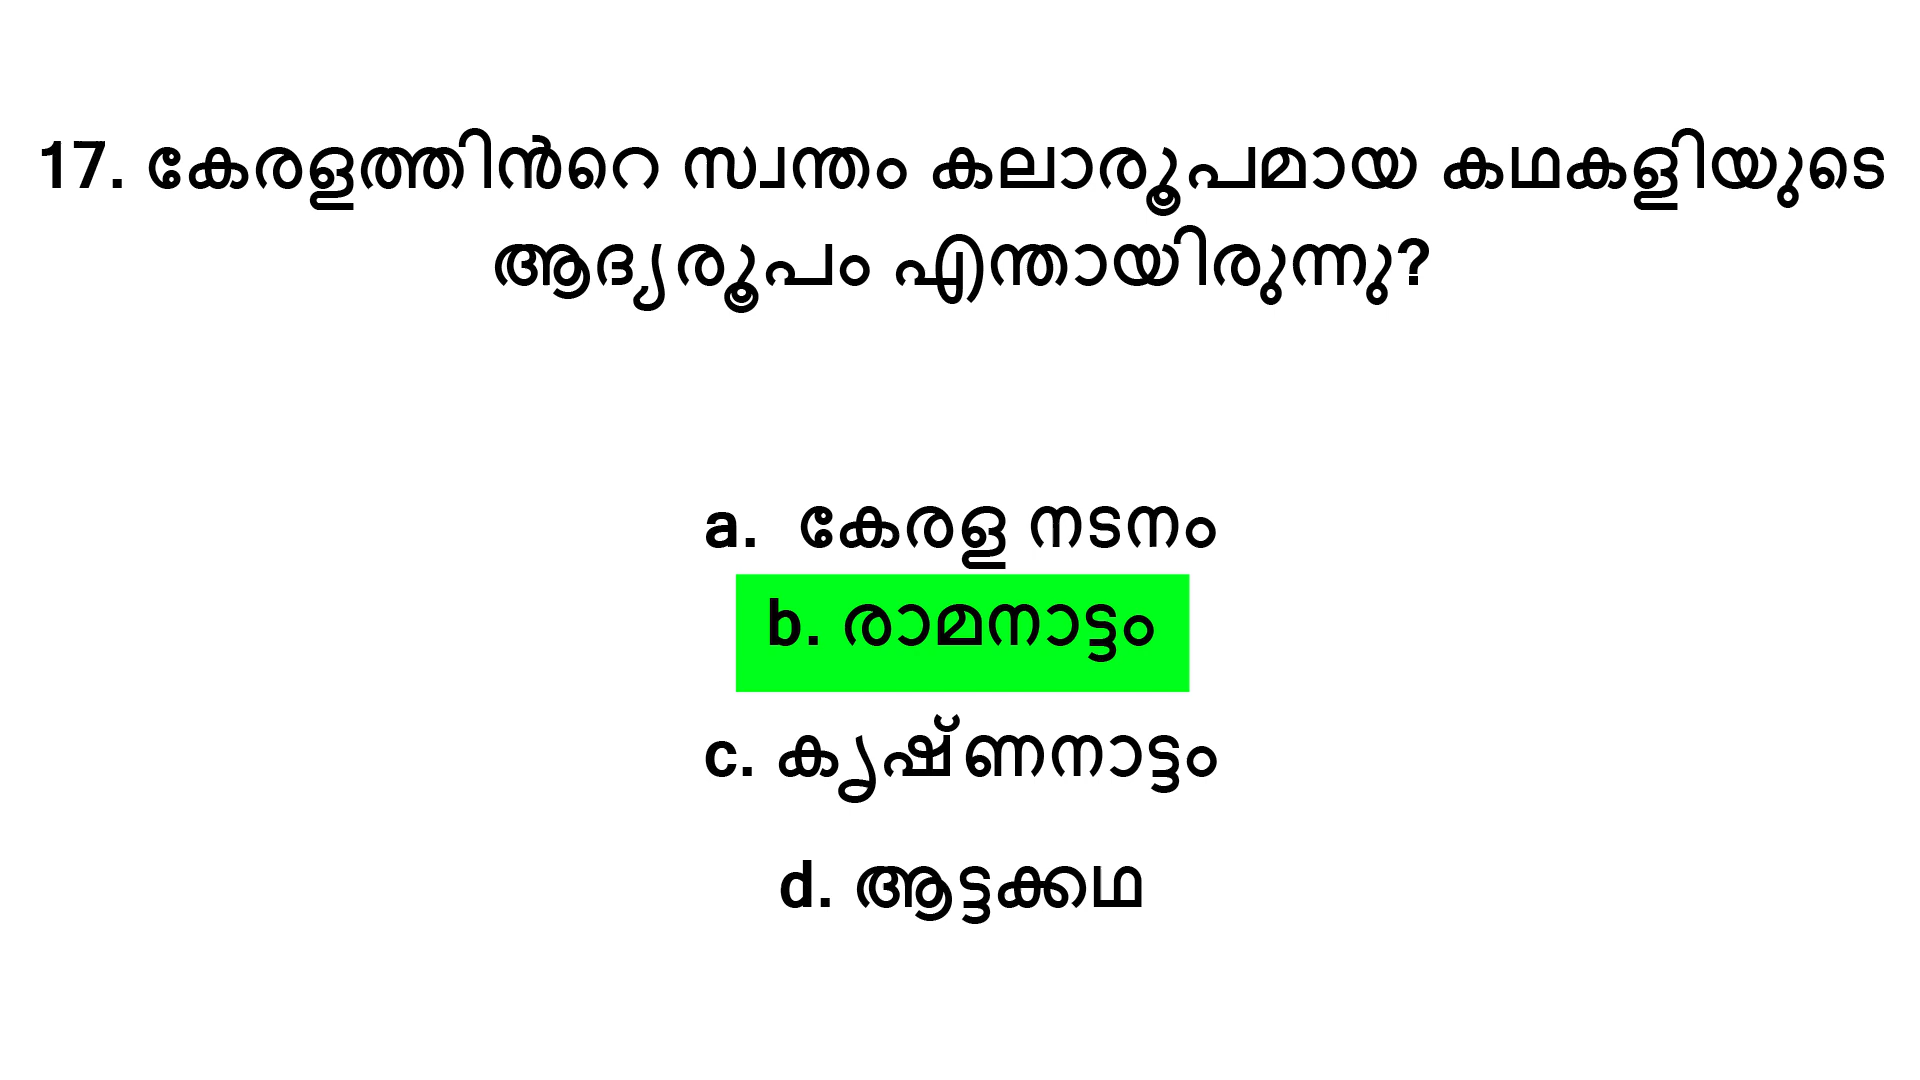 17. കേരളത്തിൻറെ സ്വന്തം കലാരൂപമായ കഥകളിയുടെ
ആദ്യരൂപം എന്തായിരുന്നു?
a. കേരള നടനം
b. രാമനാട്ടം
c. കൃഷ്ണനാട്ടം
d. ആട്ടക്കഥ